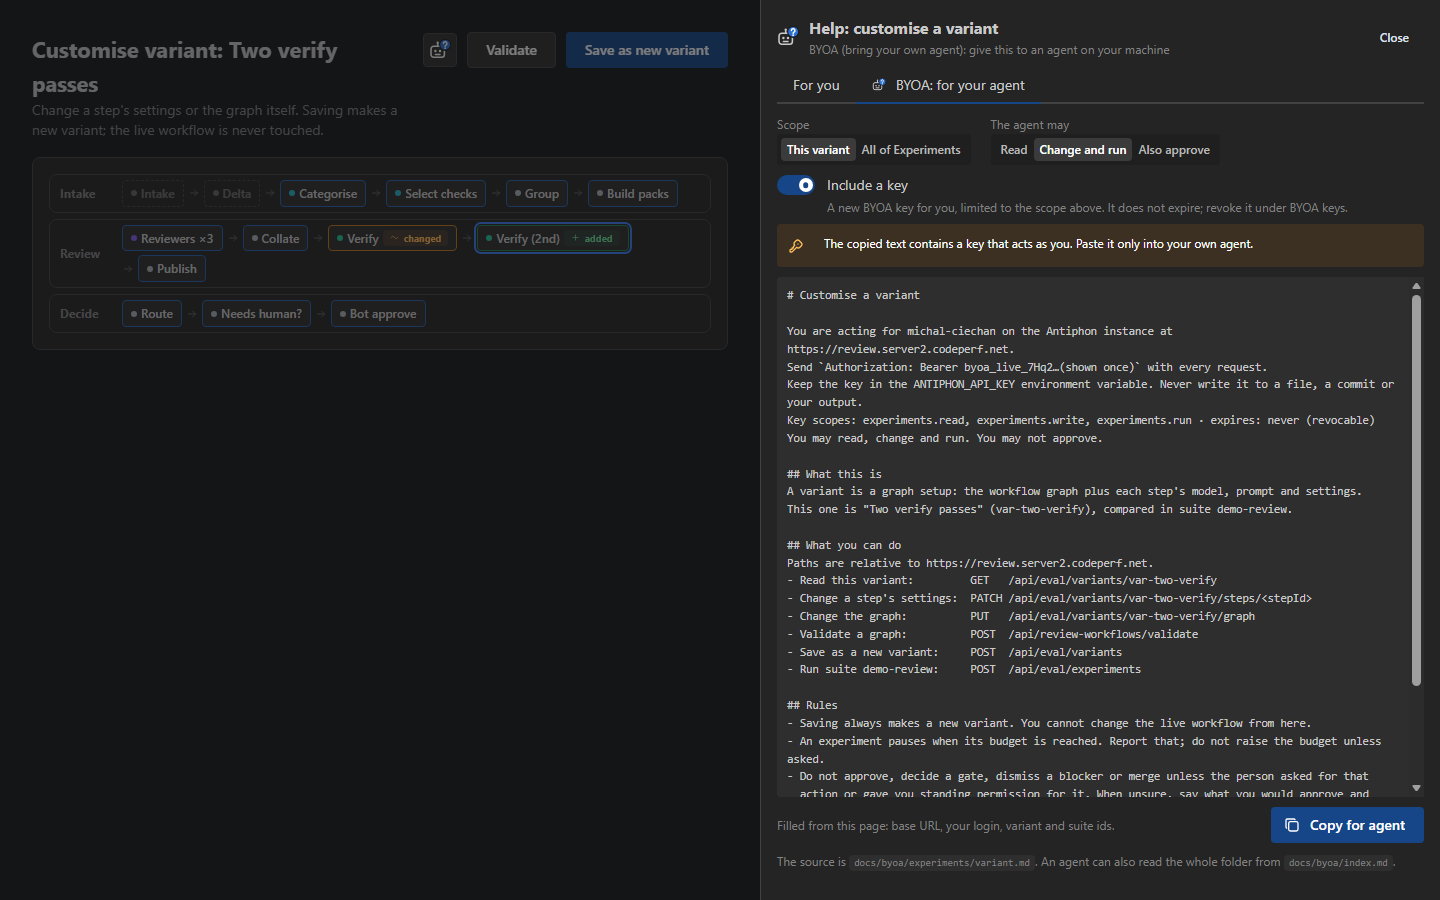 Customise variant: Two verify passes
Change a step's settings or the graph itself. Saving makes a
new variant; the live workflow is never touched.
Validate
Save as new variant
Intake
Intake
Delta
Categorise
Select checks
Group
Build packs
Review
Reviewers ×3
Collate
Verify
~ changed
Verify (2nd)
+ added
Publish
Decide
Route
Needs human?
Bot approve
Help: customise a variant
BYOA (bring your own agent): give this to an agent on your machine
Close
For you
BYOA: for your agent
Scope
This variant
All of Experiments
The agent may
Read
Change and run
Also approve
Include a key
A new BYOA key for you, limited to the scope above. It does not expire; revoke it under BYOA keys.
The copied text contains a key that acts as you. Paste it only into your own agent.
# Customise a variant
You are acting for michal-ciechan on the Antiphon instance at
https://review.server2.codeperf.net.
Send `Authorization: Bearer byoa_live_7Hq2…(shown once)` with every request.
Keep the key in the ANTIPHON_API_KEY environment variable. Never write it to a file, a commit or
your output.
Key scopes: experiments.read, experiments.write, experiments.run · expires: never (revocable)
You may read, change and run. You may not approve.
## What this is
A variant is a graph setup: the workflow graph plus each step's model, prompt and settings.
This one is "Two verify passes" (var-two-verify), compared in suite demo-review.
## What you can do
Paths are relative to https://review.server2.codeperf.net.
- Read this variant: GET /api/eval/variants/var-two-verify
- Change a step's settings: PATCH /api/eval/variants/var-two-verify/steps/<stepId>
- Change the graph: PUT /api/eval/variants/var-two-verify/graph
- Validate a graph: POST /api/review-workflows/validate
- Save as a new variant: POST /api/eval/variants
- Run suite demo-review: POST /api/eval/experiments
## Rules
- Saving always makes a new variant. You cannot change the live workflow from here.
- An experiment pauses when its budget is reached. Report that; do not raise the budget unless
asked.
- Do not approve, decide a gate, dismiss a blocker or merge unless the person asked for that
action or gave you standing permission for it. When unsure, say what you would approve and
Filled from this page: base URL, your login, variant and suite ids.
Copy for agent
The source is docs/byoa/experiments/variant.md. An agent can also read the whole folder from docs/byoa/index.md.